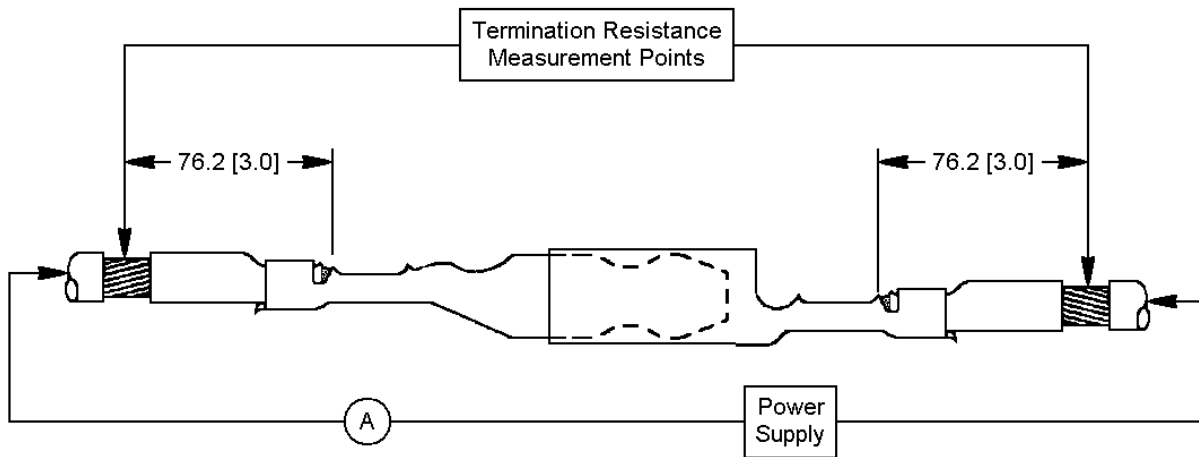 Termination Resistance
Measurement Points
76.2 [3.0]
76.2 [3.0]
A
Power
Supply